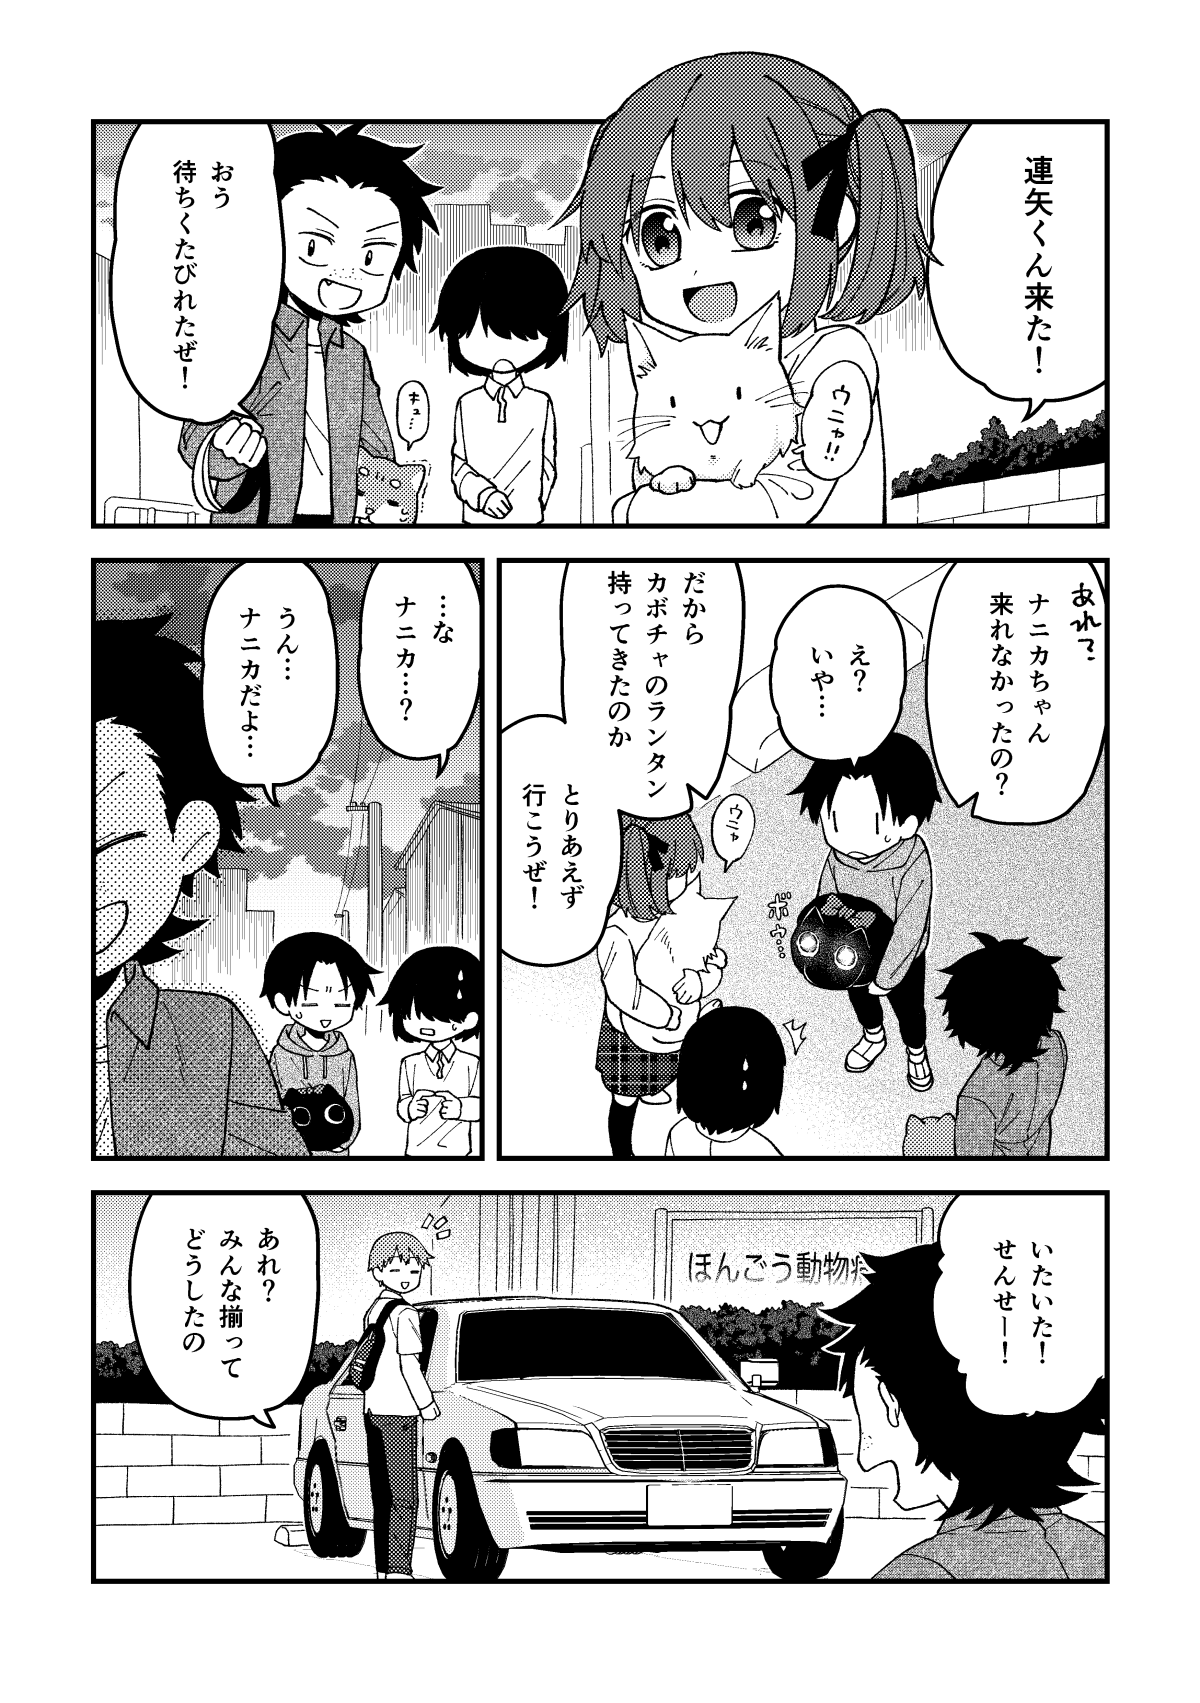 連矢くん来た！
ウニャ!!
キュ…
おう
待ちくたびれたぜ！
あれ？
ナニカちゃん
来れなかったの？
え？
いや…
ボゥ…
だから
カボチャのランタン
持ってきたのか
ウニャ
とりあえず
行こうぜ！
…な
ナニカ…？
うん…
ナニカだよ…
いたいた！
せんせー！
ほんごう動物病
あれ？
みんな揃って
どうしたの